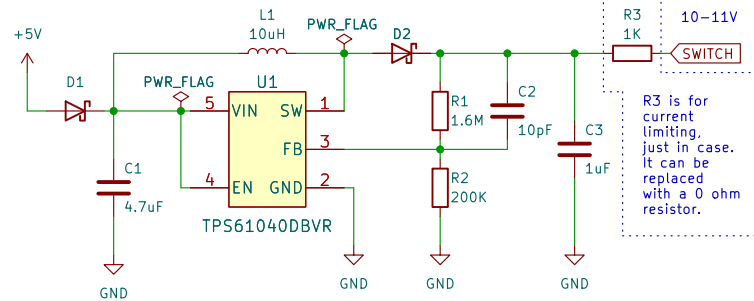 L1
10uH
PWR_FLAG
D2
R3
1K
10-11V
SWITCH
+5V
D1
PWR_FLAG
U1
5
VIN
SW
1
R1
1.6M
C2
10pF
C3
1uF
FB
3
4
EN
GND
2
R2
200K
C1
4.7uF
TPS61040DBVR
R3 is for
current
limiting,
just in case.
It can be
replaced
with a 0 ohm
resistor.
GND
GND
GND
GND